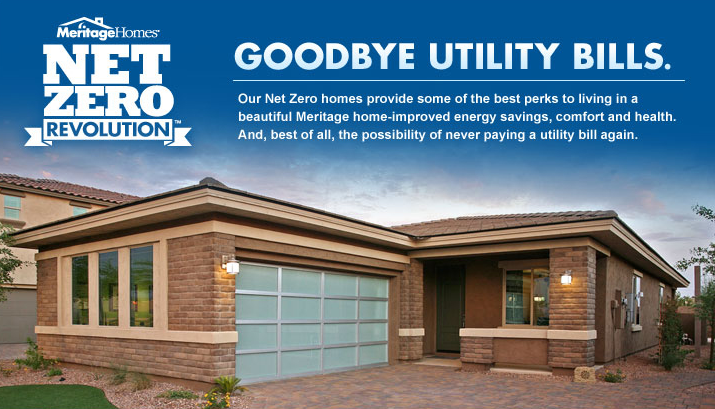 MeritageHomes
NET
ZERO
REVOLUTION™
GOODBYE UTILITY BILLS.
Our Net Zero homes provide some of the best perks to living in a
beautiful Meritage home-improved energy savings, comfort and health.
And, best of all, the possibility of never paying a utility bill again.